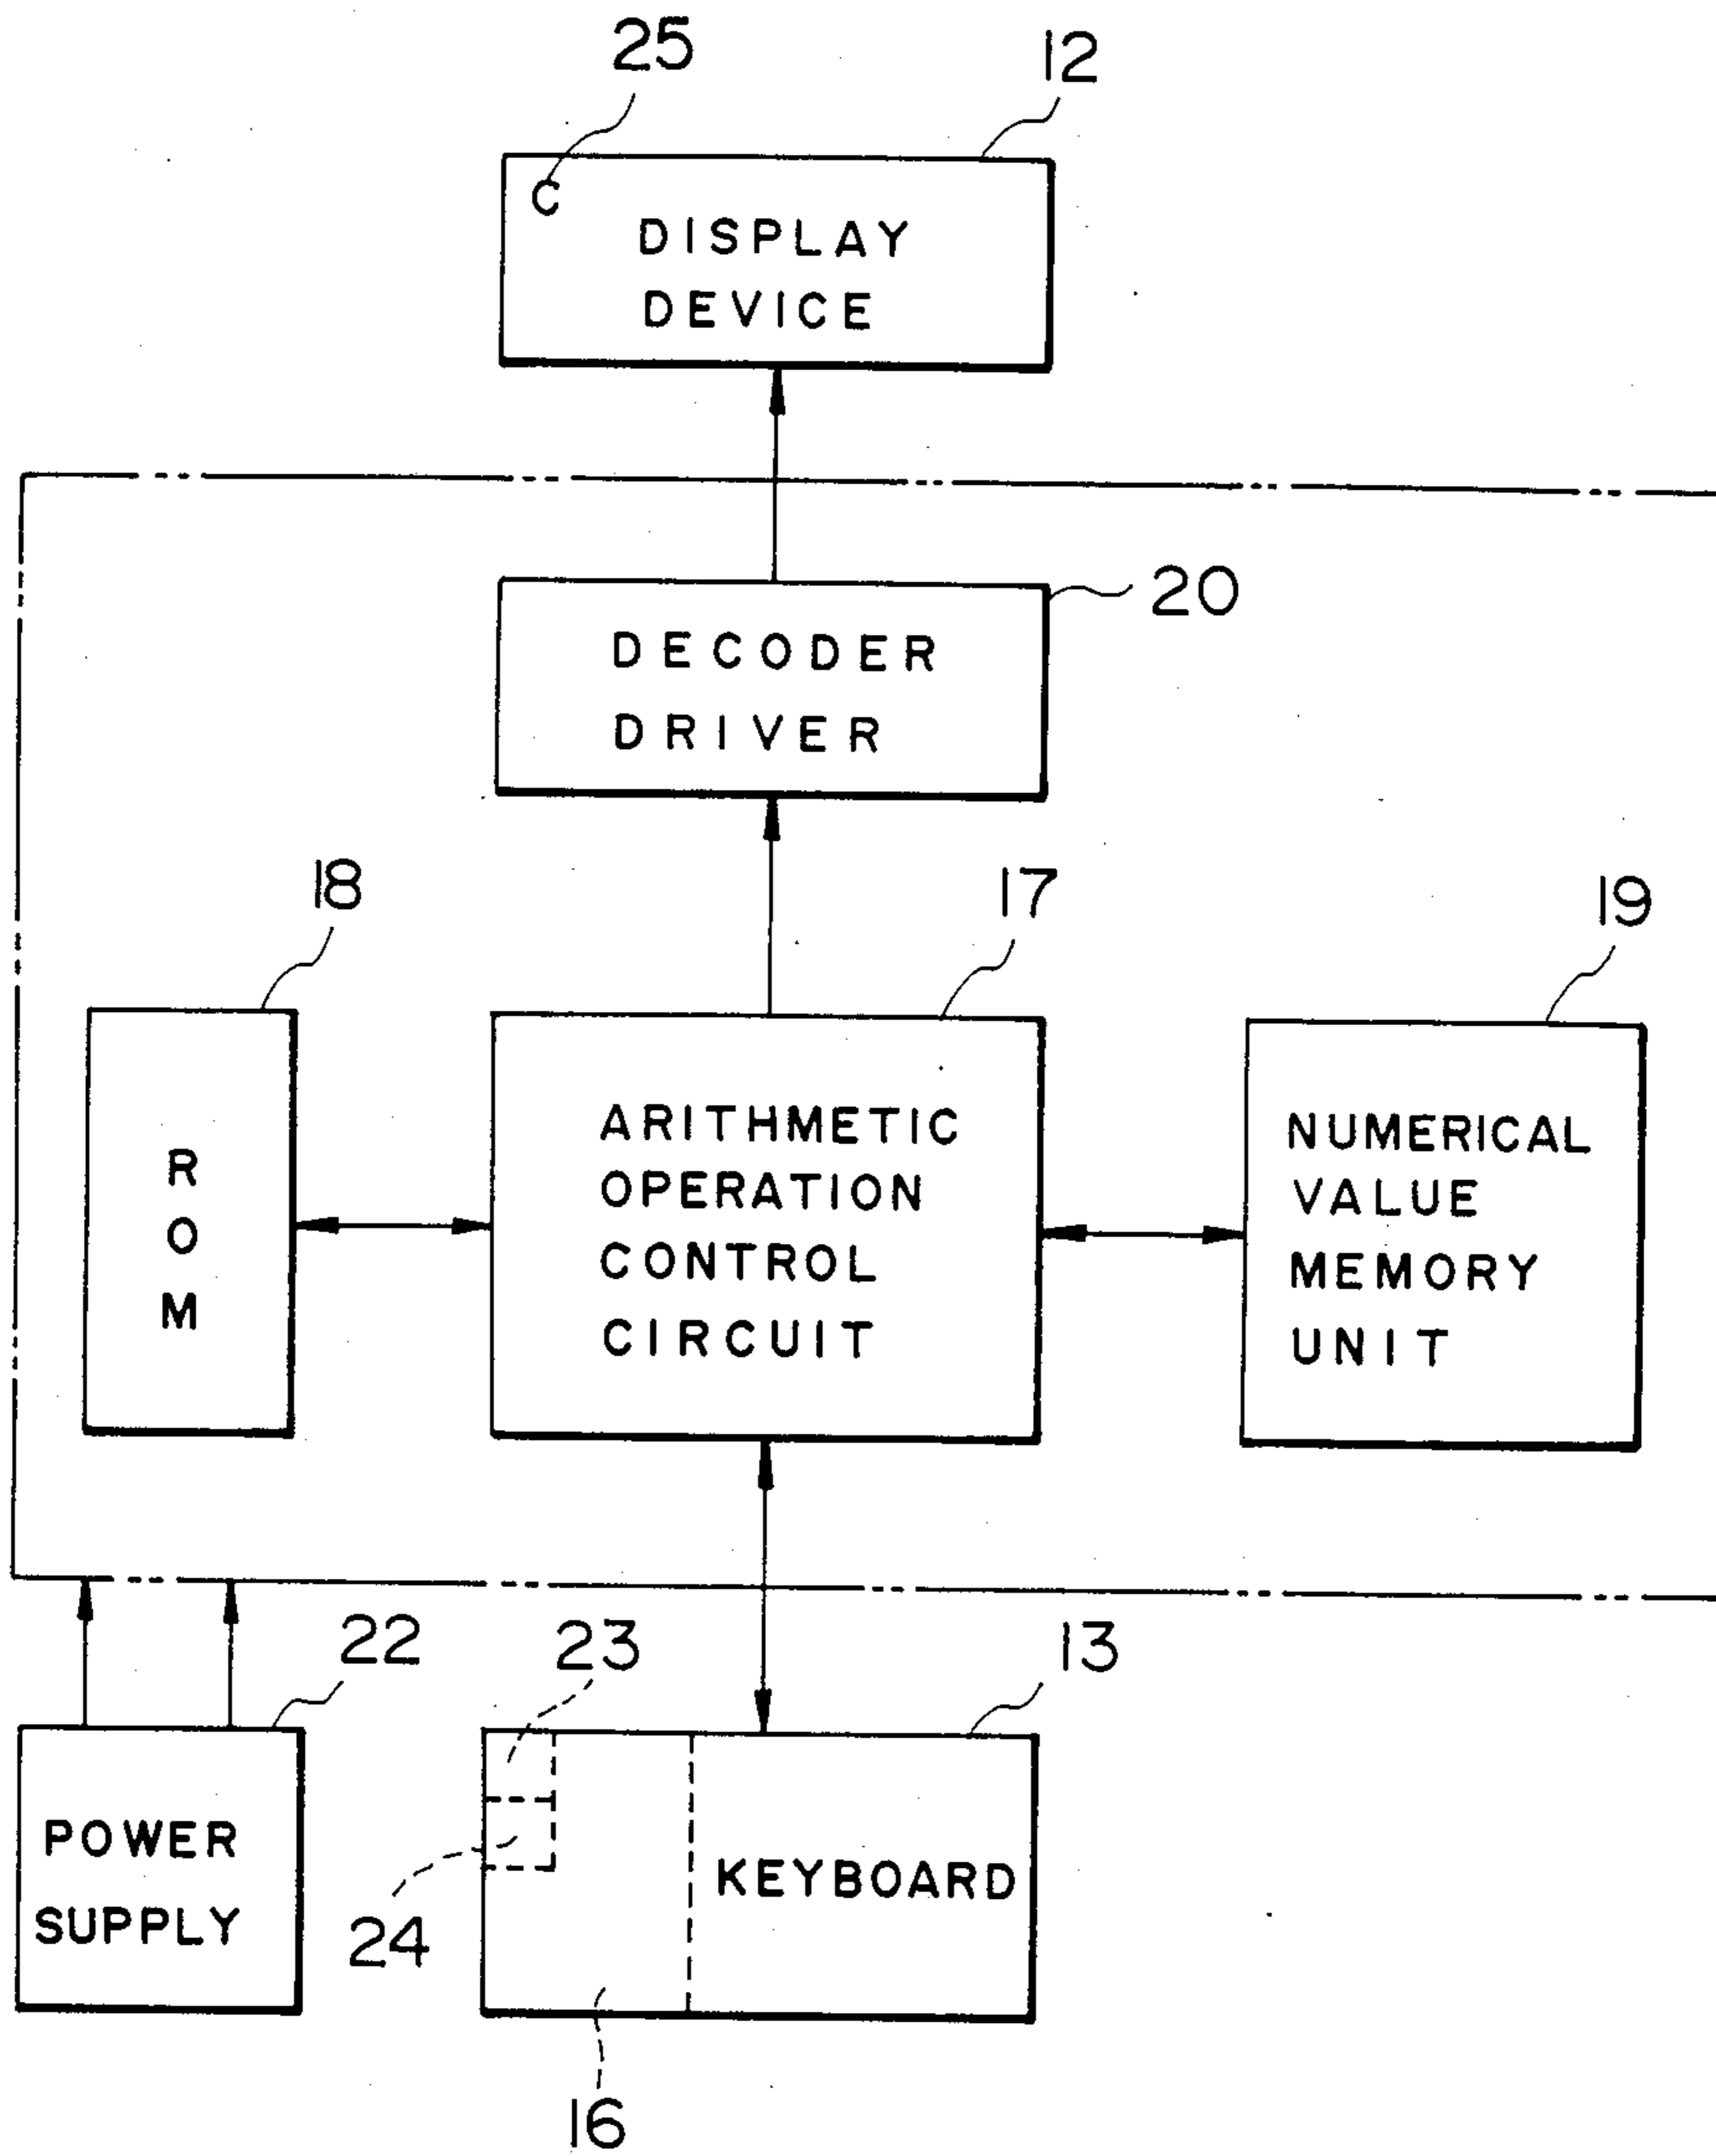 25
12
C
DISPLAY
DEVICE
20
DECODER
DRIVER
18
17
19
ROM
ARITHMETIC
OPERATION
CONTROL
CIRCUIT
NUMERICAL
VALUE
MEMORY
UNIT
22
23
13
POWER
SUPPLY
24
KEYBOARD
16